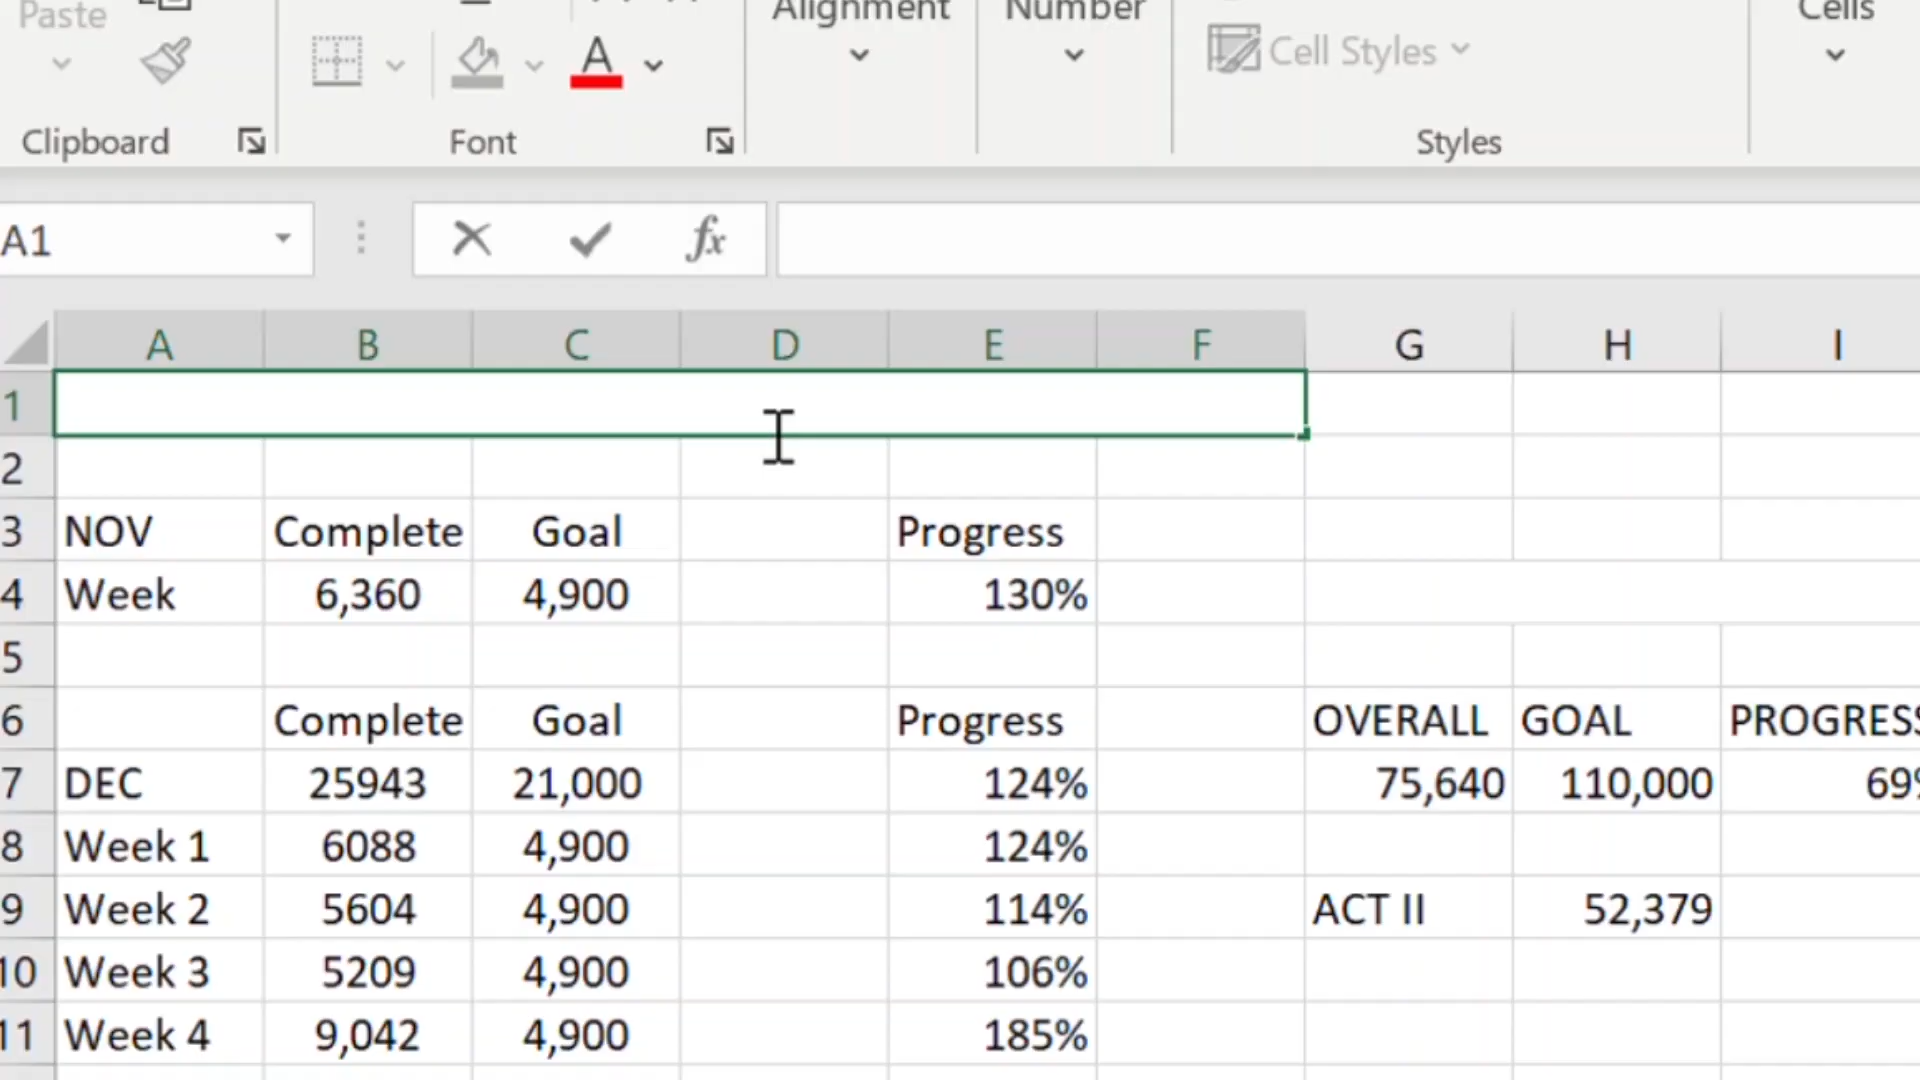 Paste
Alignment
Number
Cells
A
Cell Styles
Clipboard
Font
Styles
A1
fx
A B C D E F G H I
1
2
3 NOV Complete Goal Progress
4 Week 6,360 4,900 130%
5
6 Complete Goal Progress OVERALL GOAL PROGRESS
7 DEC 25943 21,000 124% 75,640 110,000 69%
8 Week 1 6088 4,900 124%
9 Week 2 5604 4,900 114% ACT II 52,379
10 Week 3 5209 4,900 106%
11 Week 4 9,042 4,900 185%